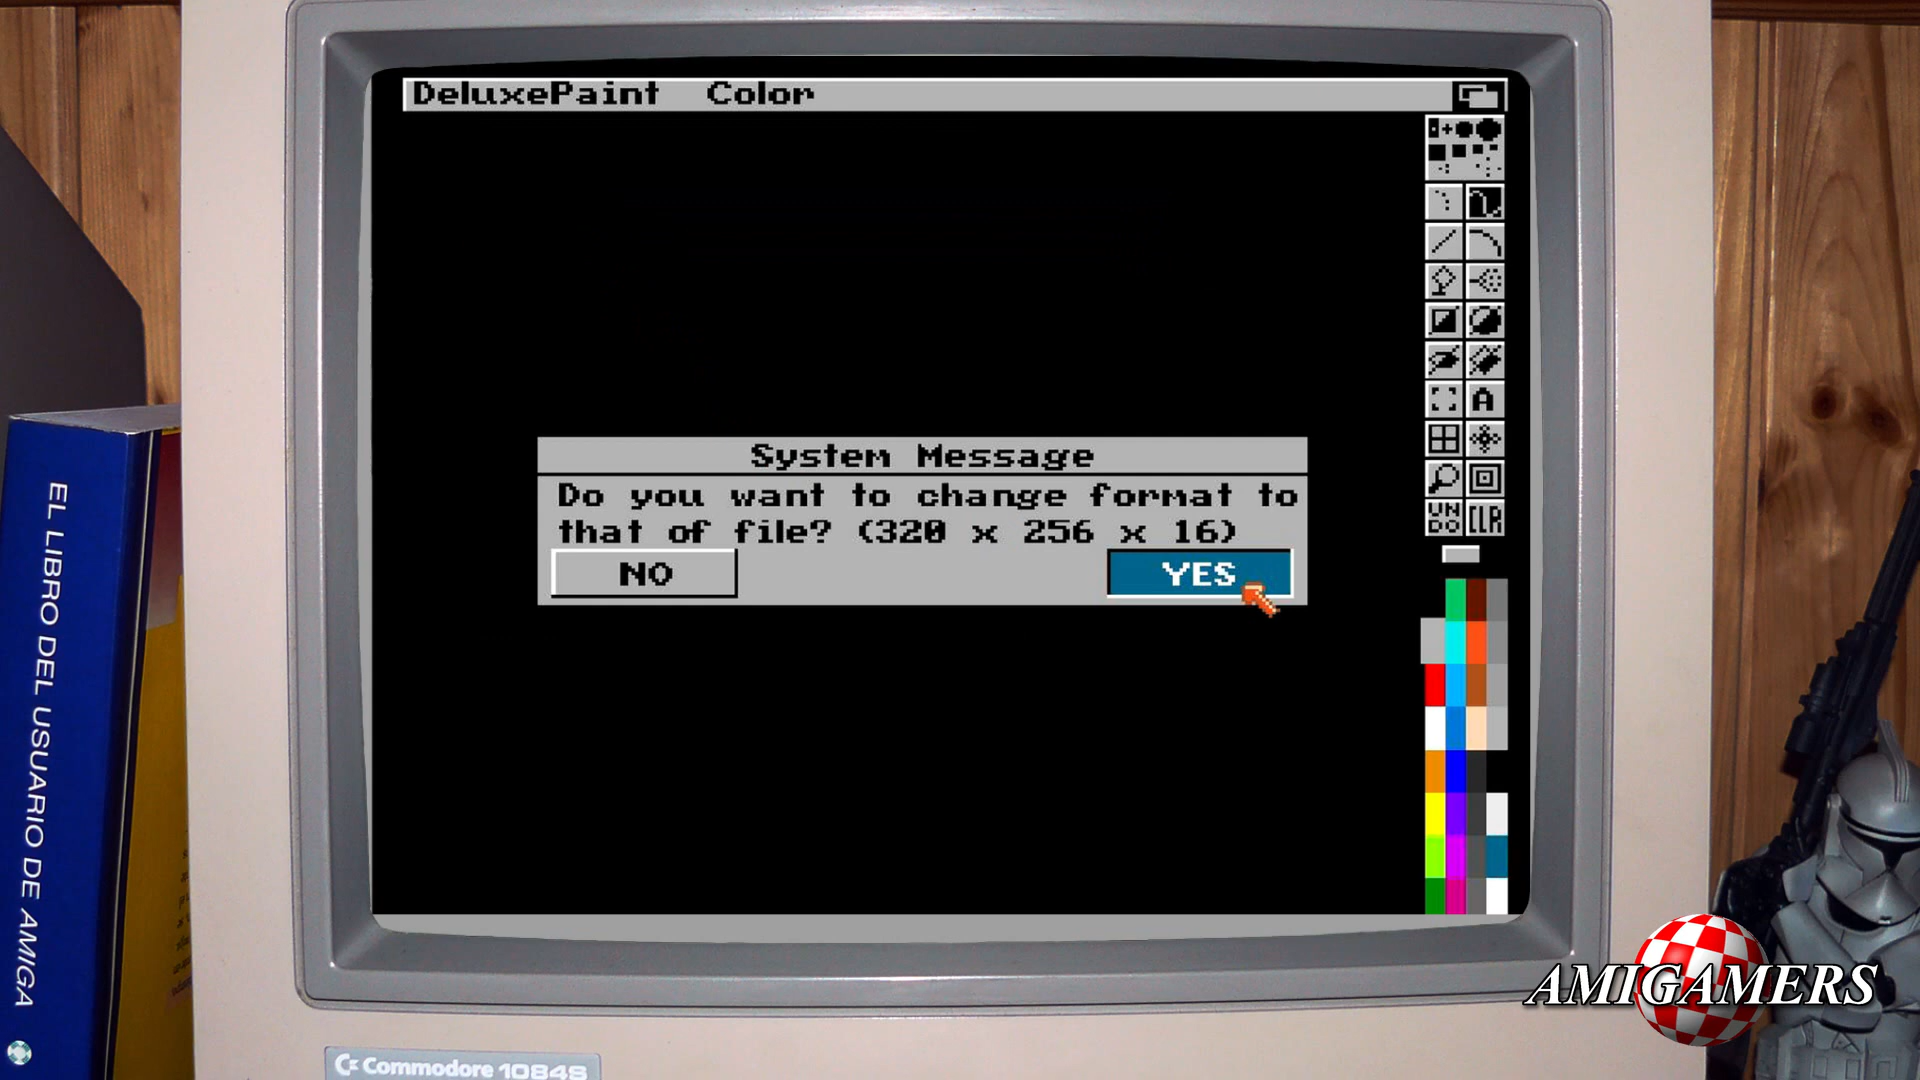 DeluxePaint Color
UN
DO
CLR
A
System Message
Do you want to change format to
that of file? (320 x 256 x 16)
NO
YES
EL LIBRO DEL USUARIO DE AMIGA
AMIGAMERS
Commodore 1084S